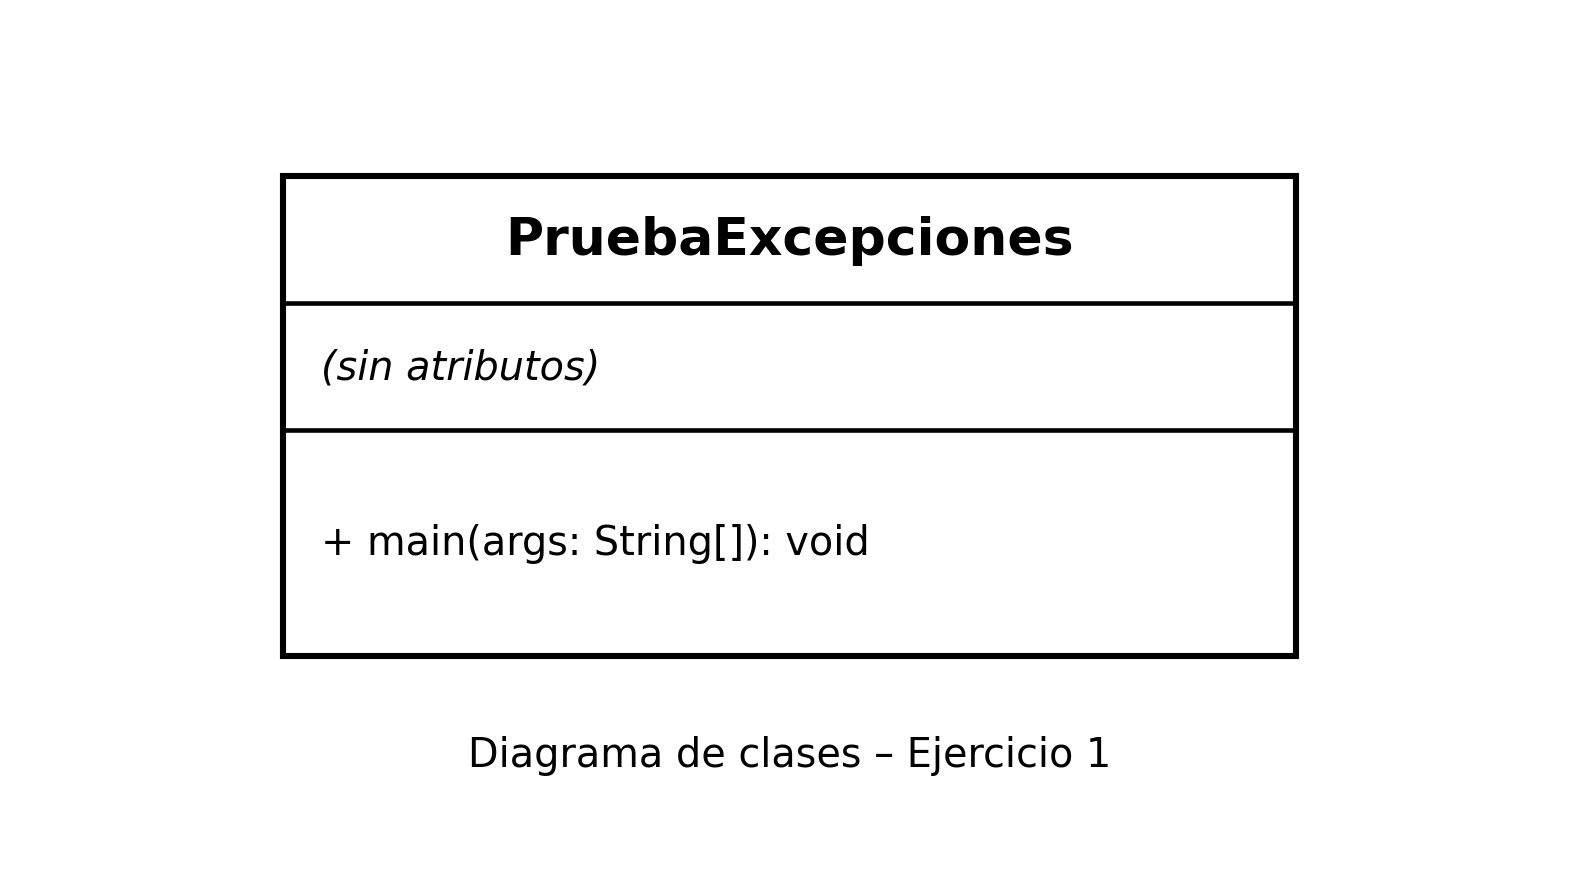 PruebaExcepciones
(sin atributos)
+ main(args: String[]): void
Diagrama de clases – Ejercicio 1